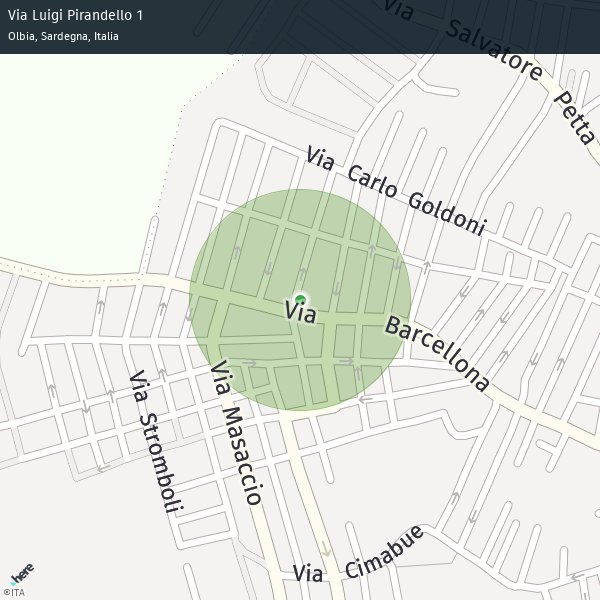 Via Luigi Pirandello 1
Olbia, Sardegna, Italia
Via Salvatore Petta
Via Carlo Goldoni
Via Barcellona
Via Masaccio
Via Stromboli
Via Cimabue
here
©ITA